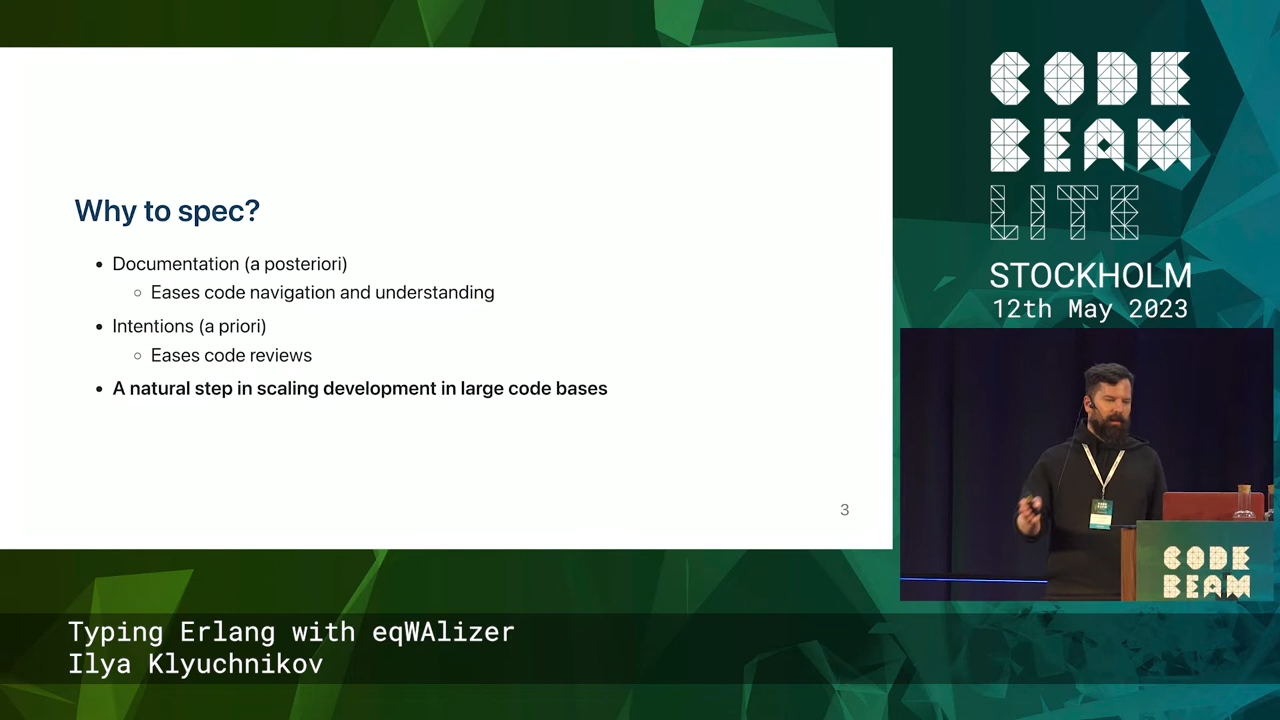 Why to spec?
• Documentation (a posteriori)
○ Eases code navigation and understanding
• Intentions (a priori)
○ Eases code reviews
• A natural step in scaling development in large code bases
3
CODE
BEAM
LITE
STOCKHOLM
12th May 2023
CODE
BEAM
Typing Erlang with eqWAlizer
Ilya Klyuchnikov